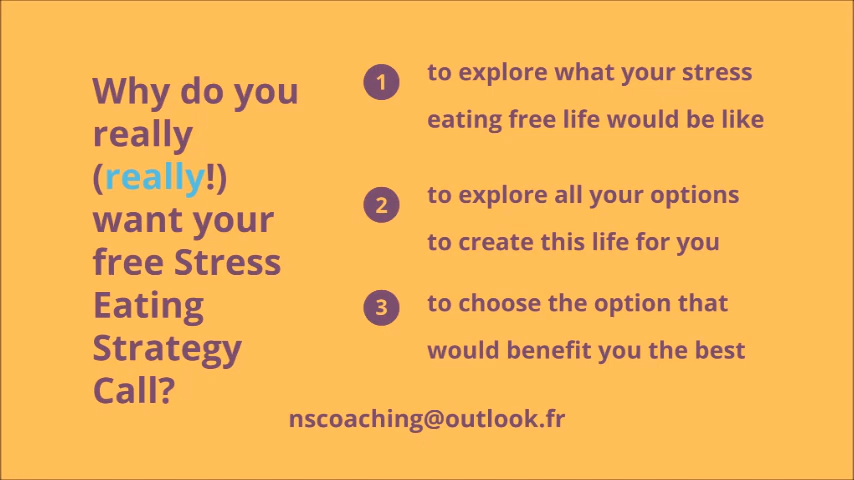 Why do you
really
(really!)
want your
free Stress
Eating
Strategy
Call?
1
to explore what your stress
eating free life would be like
2
to explore all your options
to create this life for you
3
to choose the option that
would benefit you the best
nscoaching@outlook.fr